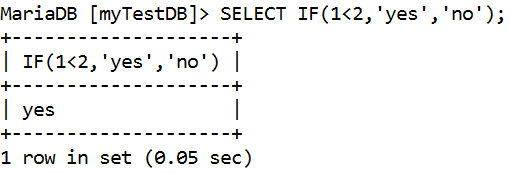 MariaDB [myTestDB]> SELECT IF(1<2,'yes','no');
+--------------------+
| IF(1<2,'yes','no') |
+--------------------+
| yes                |
+--------------------+
1 row in set (0.05 sec)